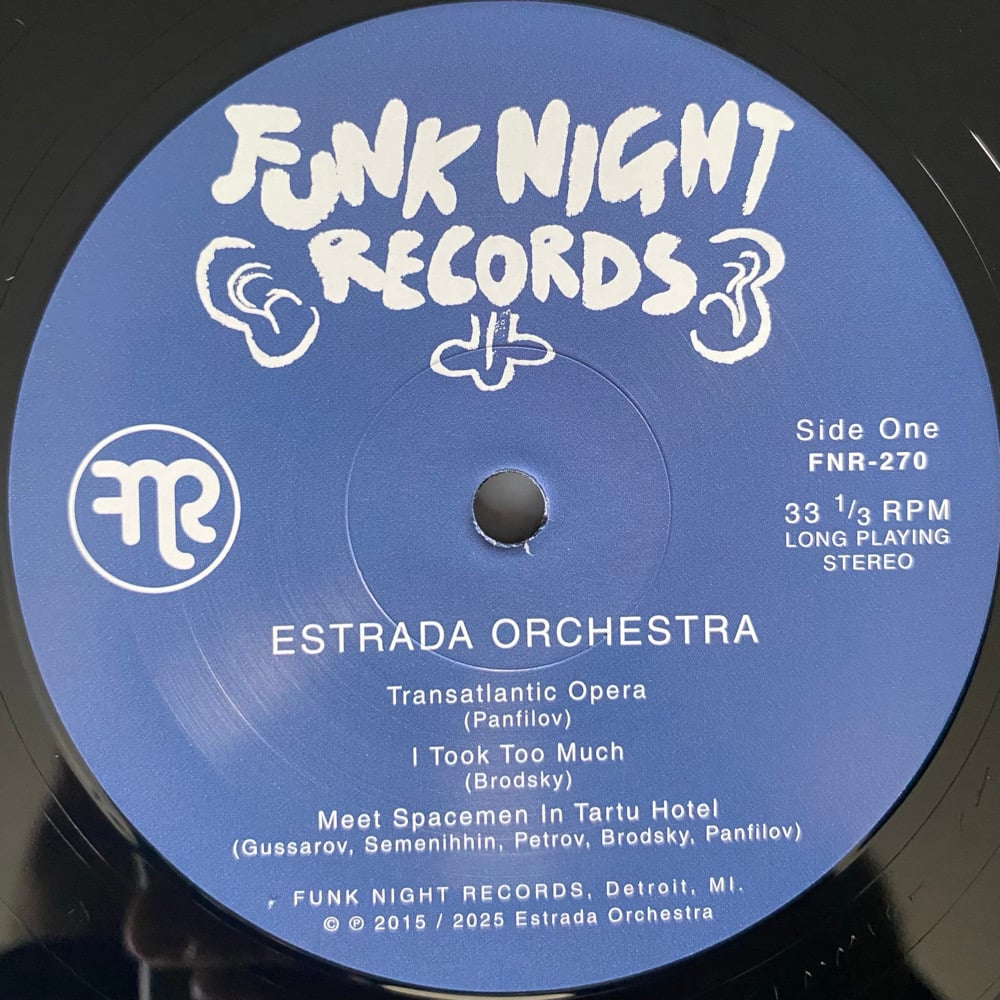 FUNK NIGHT
RECORDS
FNR
Side One
FNR-270
33 1/3 RPM
LONG PLAYING
STEREO
ESTRADA ORCHESTRA
Transatlantic Opera
(Panfilov)
I Took Too Much
(Brodsky)
Meet Spacemen In Tartu Hotel
(Gussarov, Semenihhin, Petrov, Brodsky, Panfilov)
FUNK NIGHT RECORDS, Detroit, MI.
© ℗ 2015 / 2025 Estrada Orchestra